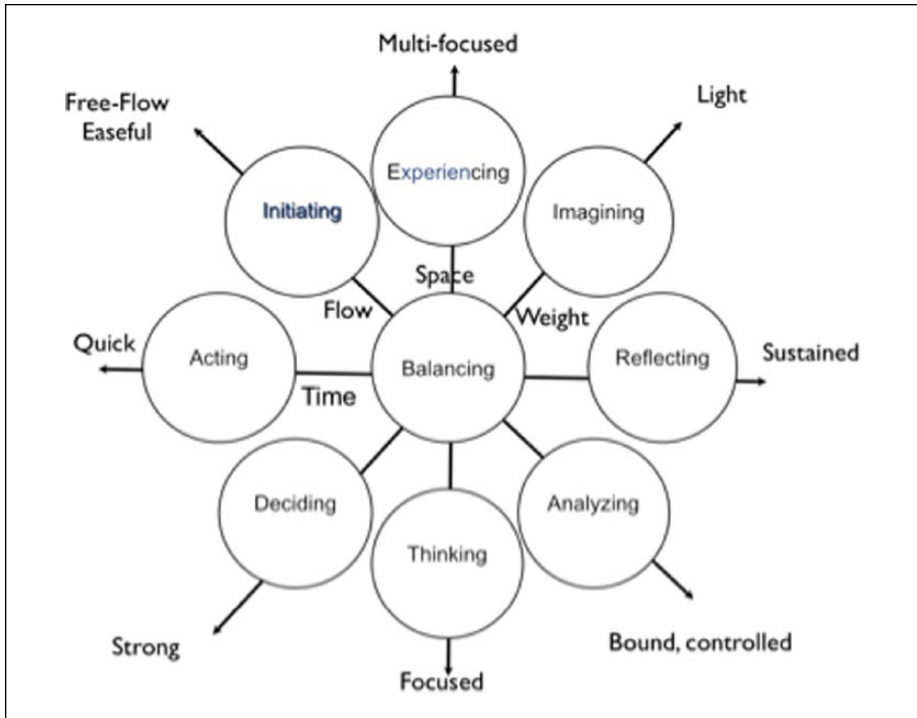 Multi-focused
Light
Free-Flow
Easeful
Experiencing
Initiating
Imagining
Space
Flow
Weight
Quick
Acting
Balancing
Reflecting
Sustained
Time
Deciding
Analyzing
Thinking
Strong
Bound, controlled
Focused